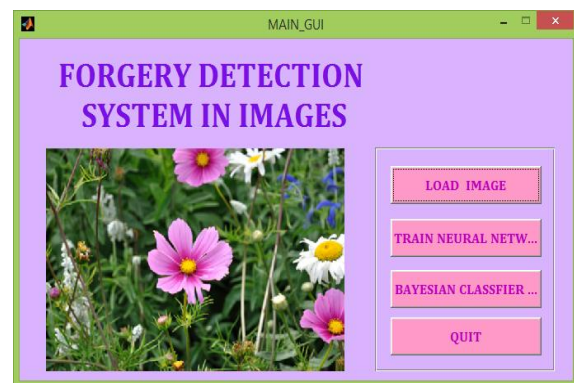 MAIN_GUI
FORGERY DETECTION
SYSTEM IN IMAGES
LOAD IMAGE
TRAIN NEURAL NETW...
BAYESIAN CLASSFIER ...
QUIT